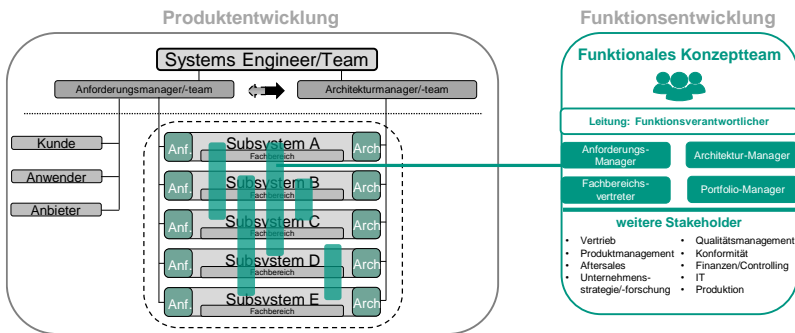 Produktentwicklung
Systems Engineer/Team
Anforderungsmanager/-team
Architekturmanager/-team
Kunde
Anwender
Anbieter
Anf.
Subsystem A
Fachbereich
Arch
Anf.
Subsystem B
Fachbereich
Arch
Anf.
Subsystem C
Fachbereich
Arch
Anf.
Subsystem D
Fachbereich
Arch
Anf.
Subsystem E
Fachbereich
Arch
Funktionsentwicklung
Funktionales Konzeptteam
Leitung: Funktionsverantwortlicher
Anforderungs-
Manager
Architektur-Manager
Fachbereichs-
vertreter
Portfolio-Manager
weitere Stakeholder
• Vertrieb
• Produktmanagement
• Aftersales
• Unternehmens-
strategie/-forschung
• Qualitätsmanagement
• Konformität
• Finanzen/Controlling
• IT
• Produktion